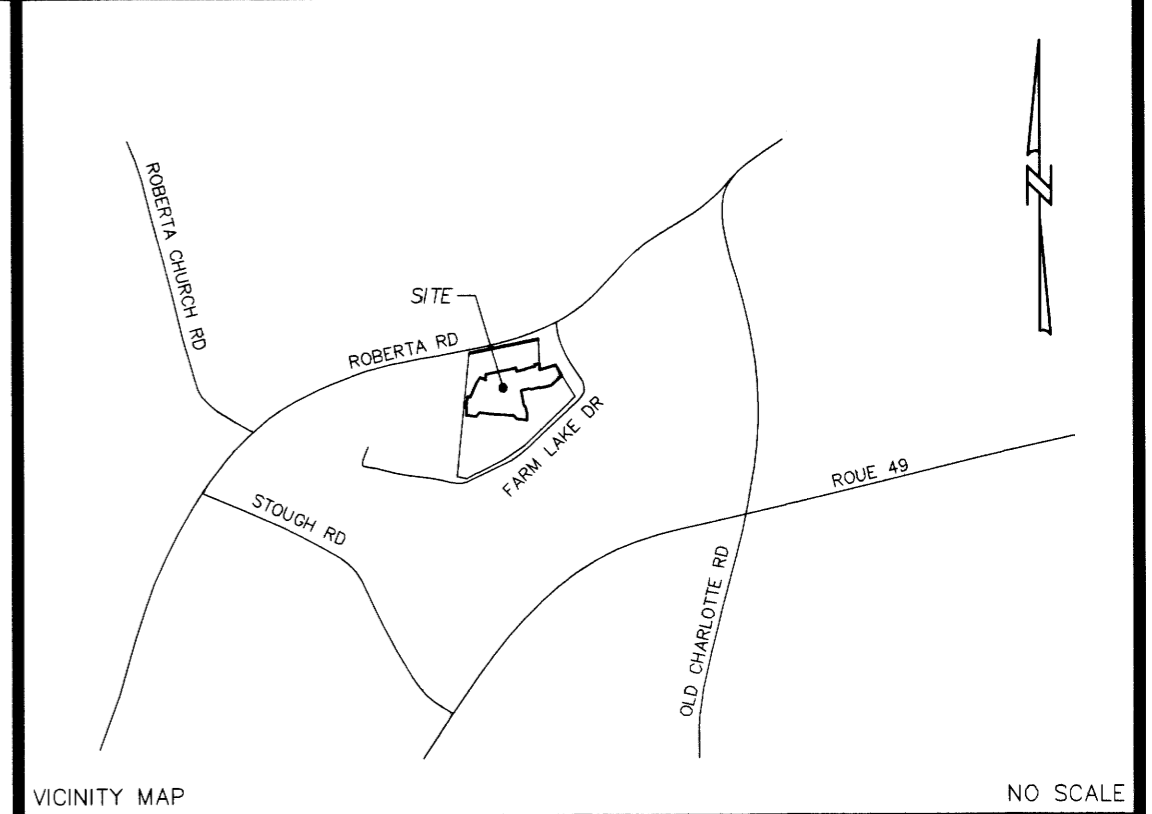 ROBERTA CHURCH RD
N
SITE
ROBERTA RD
FARM LAKE DR
ROUE 49
STOUGH RD
OLD CHARLOTTE RD
VICINITY MAP
NO SCALE